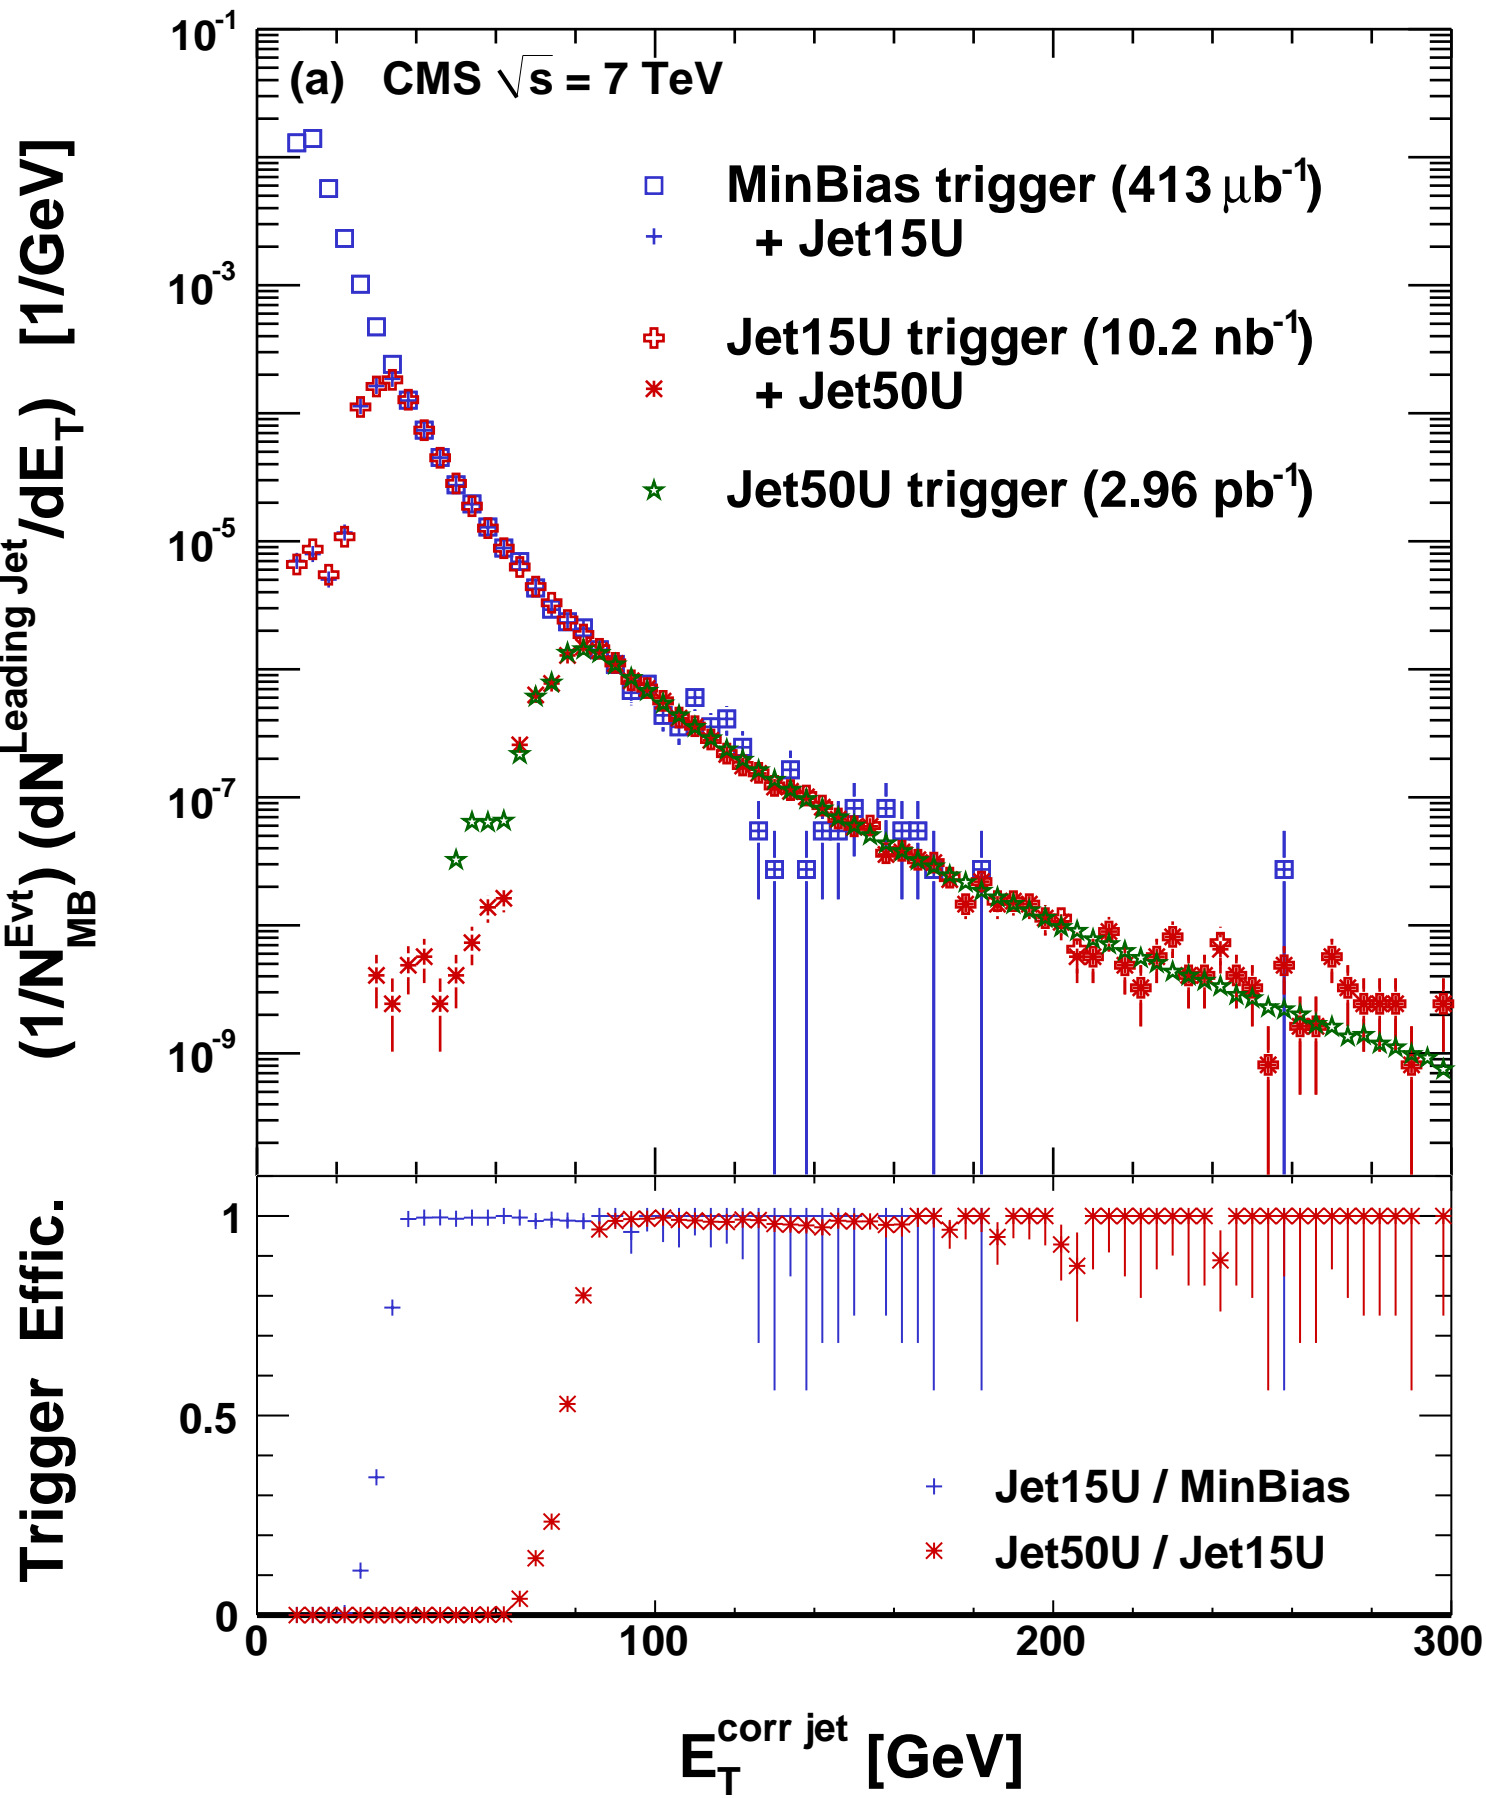 (a) CMS √s = 7 TeV
MinBias trigger (413 μb⁻¹)
+ Jet15U
Jet15U trigger (10.2 nb⁻¹)
+ Jet50U
Jet50U trigger (2.96 pb⁻¹)
(1/N^Evt_MB) (dN^Leading Jet/dE_T) [1/GeV]
10⁻¹
10⁻³
10⁻⁵
10⁻⁷
10⁻⁹
Trigger Effic.
1
0.5
0
Jet15U / MinBias
Jet50U / Jet15U
0 100 200 300
E_T^corr jet [GeV]